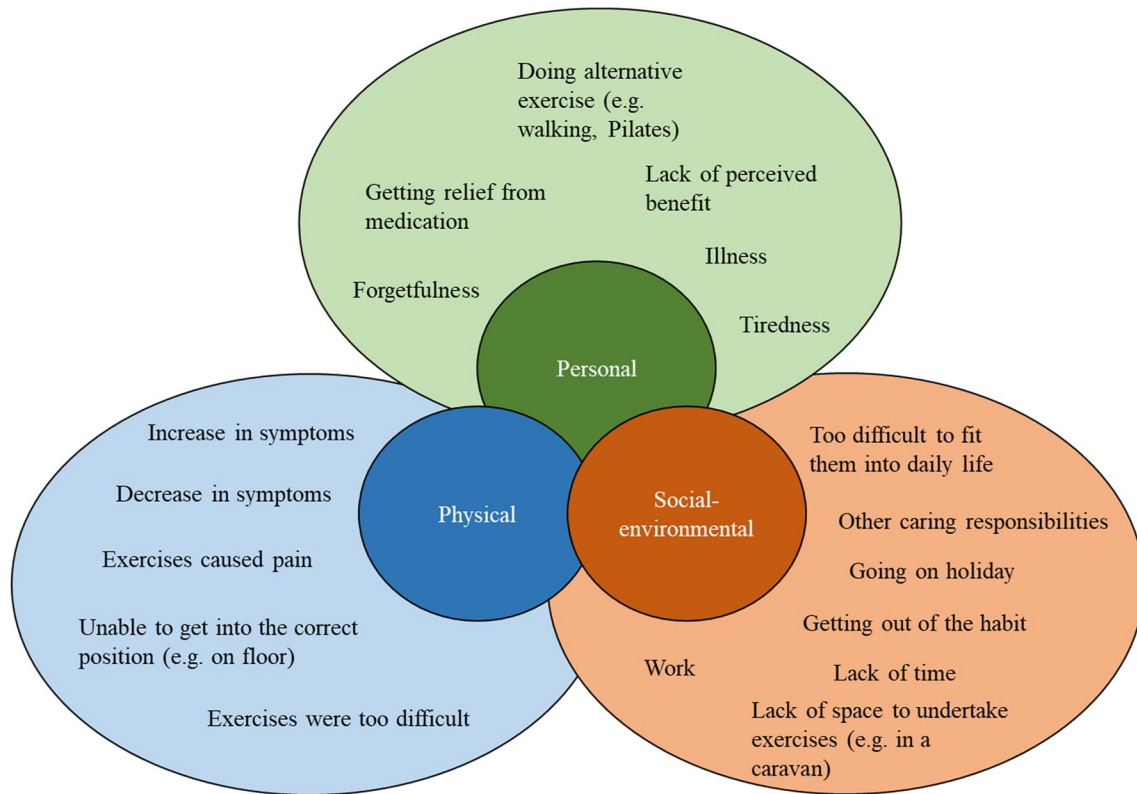 Doing alternative
exercise (e.g.
walking, Pilates)
Lack of perceived
benefit
Getting relief from
medication
Illness
Forgetfulness
Tiredness
Personal
Increase in symptoms
Decrease in symptoms
Exercises caused pain
Unable to get into the correct
position (e.g. on floor)
Exercises were too difficult
Physical
Social-
environmental
Too difficult to fit
them into daily life
Other caring responsibilities
Going on holiday
Getting out of the habit
Work
Lack of time
Lack of space to undertake
exercises (e.g. in a
caravan)